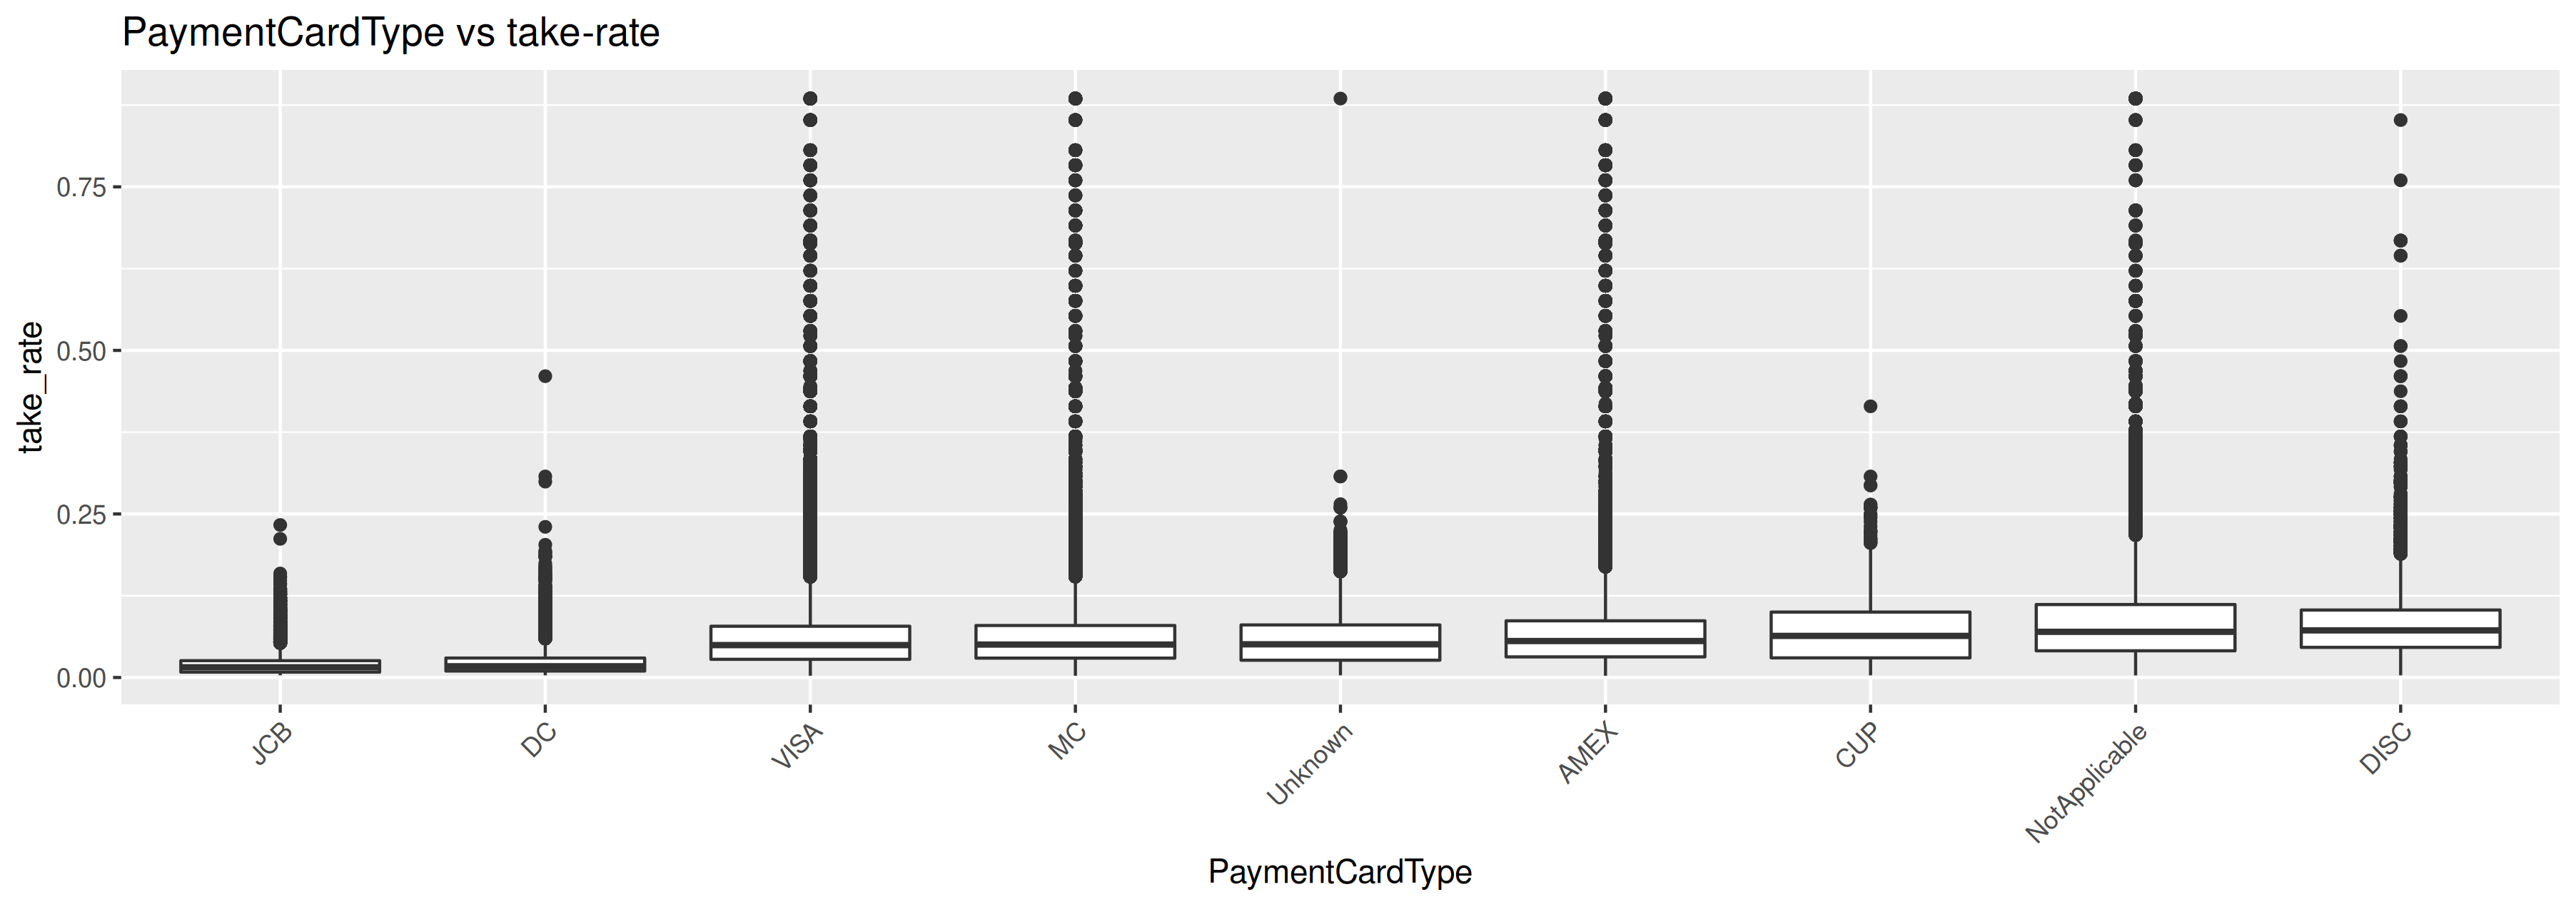 PaymentCardType vs take-rate
take_rate
0.75
0.50
0.25
0.00
JCB
DC
VISA
MC
Unknown
AMEX
CUP
NotApplicable
DISC
PaymentCardType